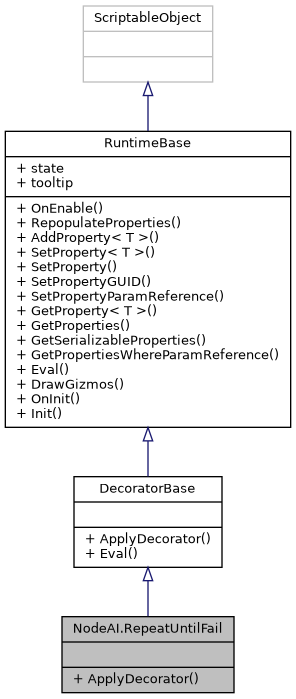 ScriptableObject
RuntimeBase
+ state
+ tooltip
+ OnEnable()
+ RepopulateProperties()
+ AddProperty< T >()
+ SetProperty< T >()
+ SetProperty()
+ SetPropertyGUID()
+ SetPropertyParamReference()
+ GetProperty< T >()
+ GetProperties()
+ GetSerializableProperties()
+ GetPropertiesWhereParamReference()
+ Eval()
+ DrawGizmos()
+ OnInit()
+ Init()
DecoratorBase
+ ApplyDecorator()
+ Eval()
NodeAI.RepeatUntilFail
+ ApplyDecorator()